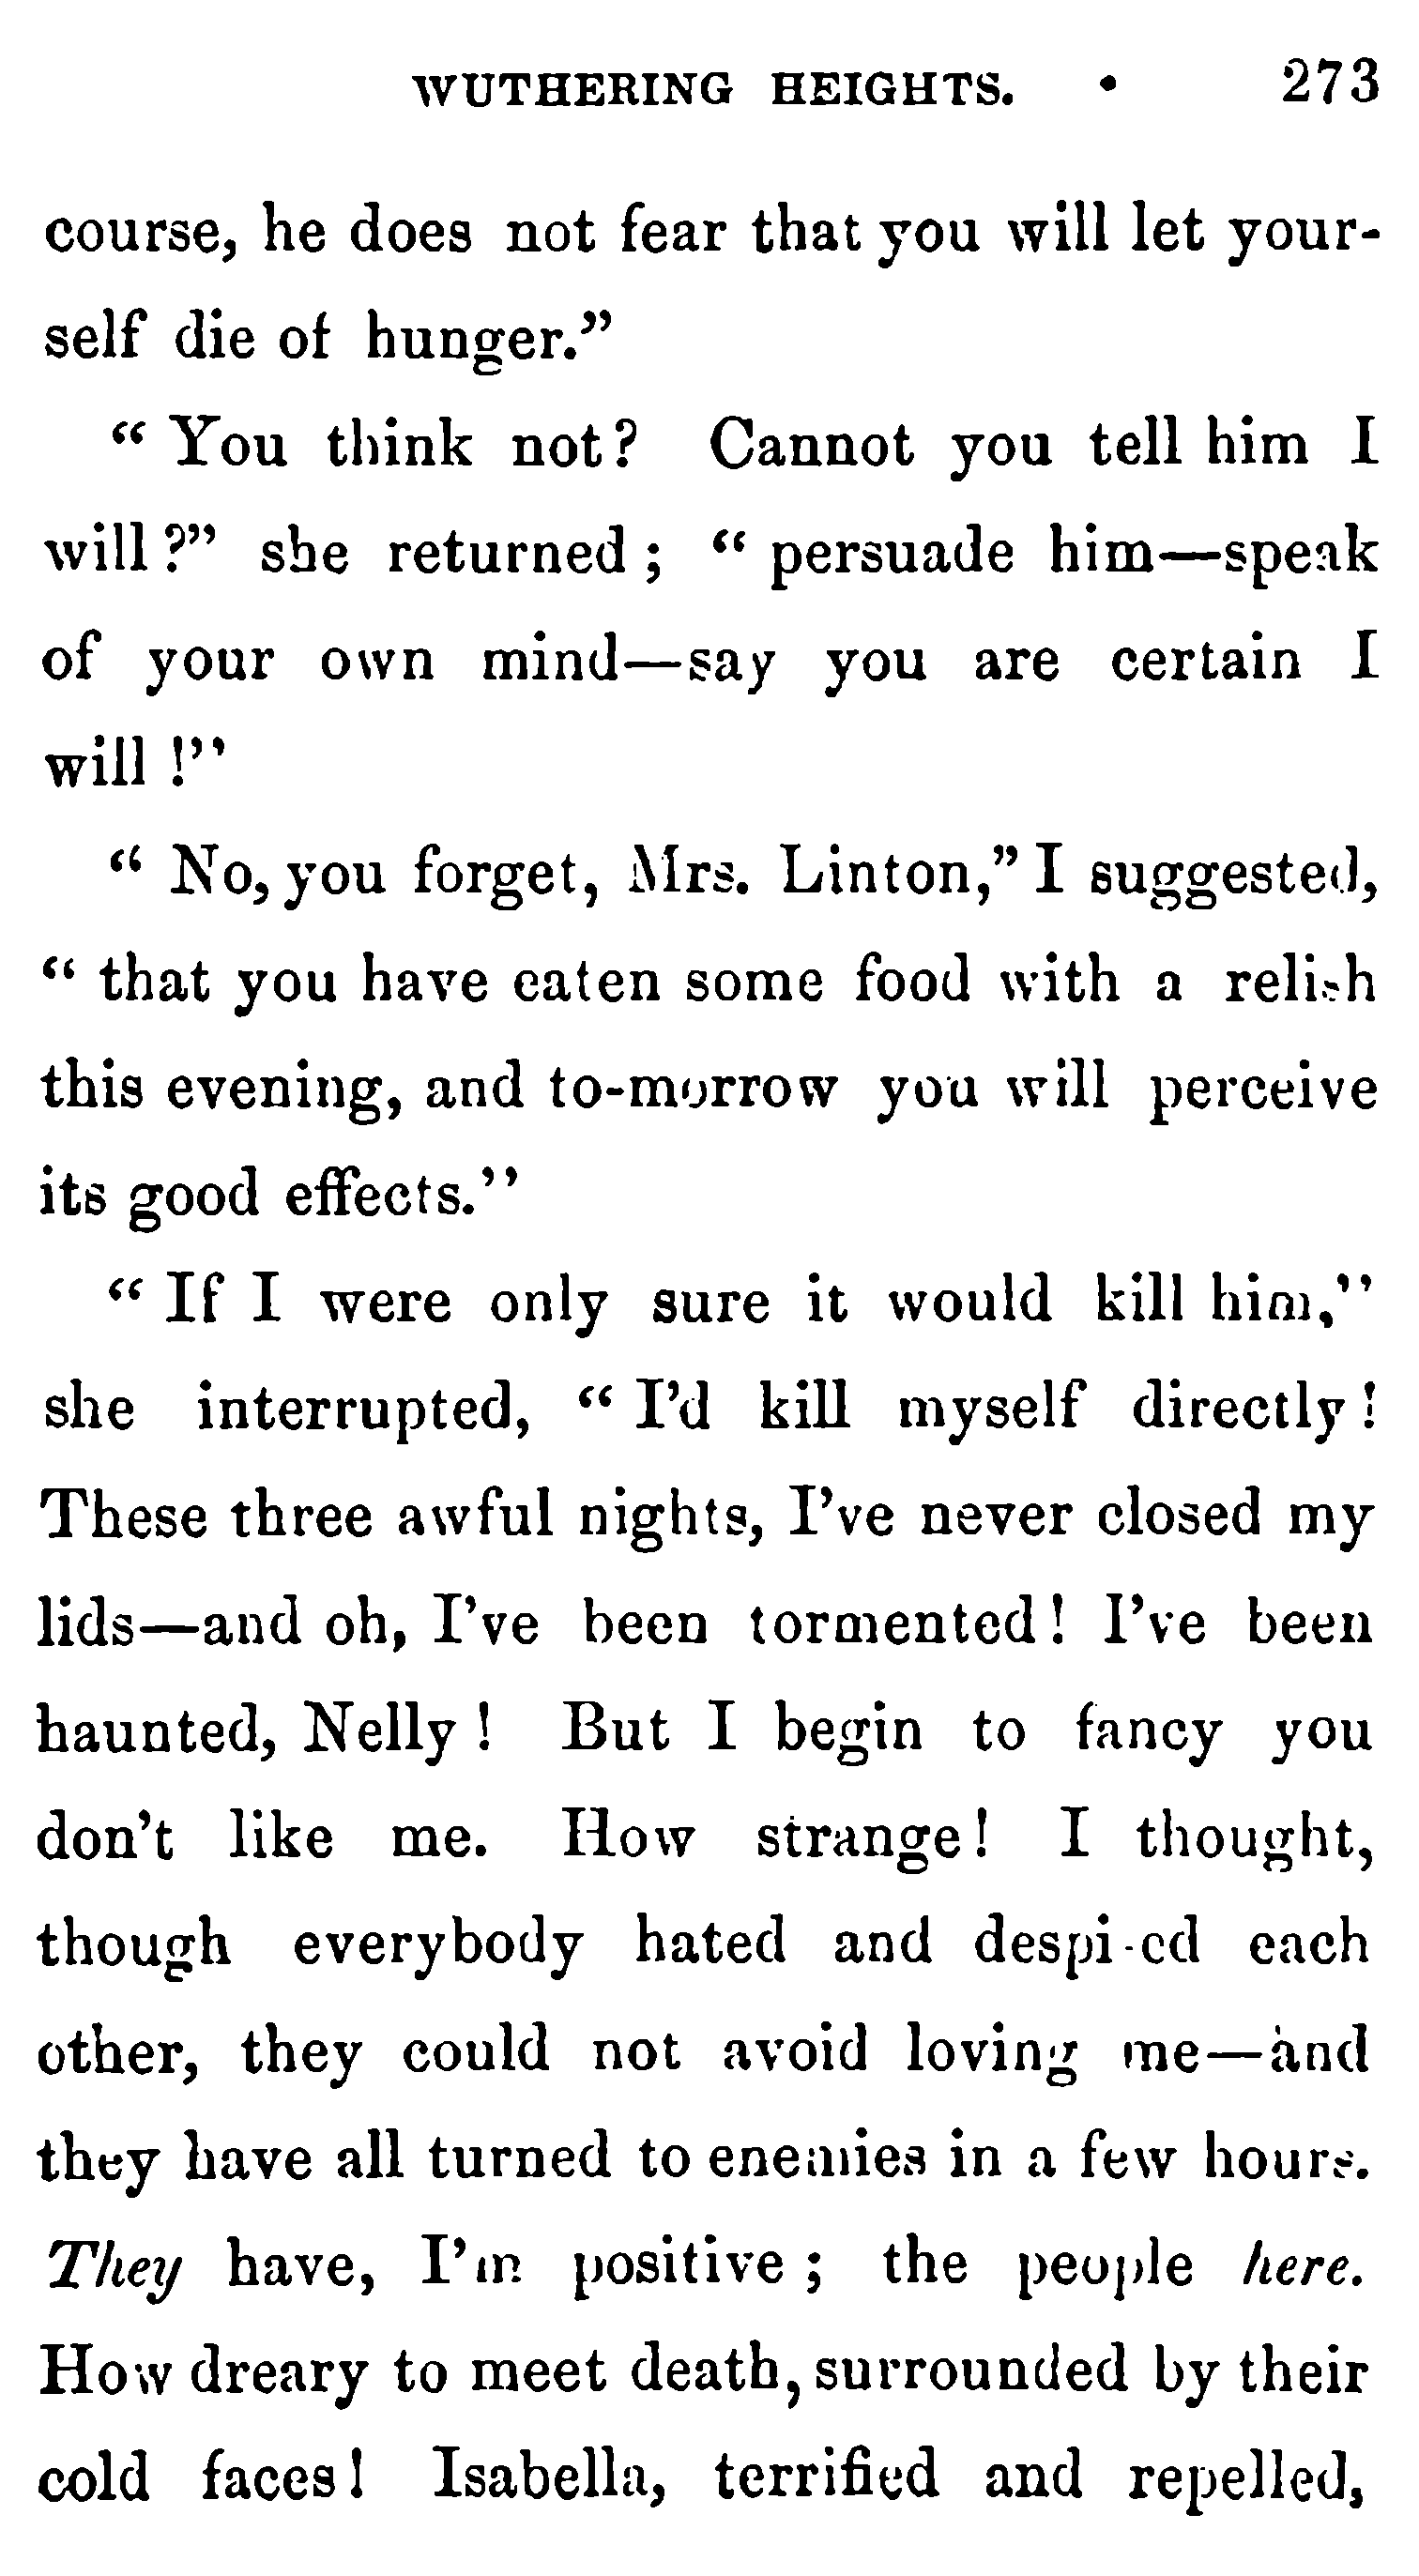 WUTHERING HEIGHTS. • 273
course, he does not fear that you will let your-
self die of hunger.”
“ You think not? Cannot you tell him I
will ?” she returned ; “ persuade him—speak
of your own mind—say you are certain I
will !”
“ No, you forget, Mrs. Linton,” I suggested,
“ that you have eaten some food with a relish
this evening, and to-morrow you will perceive
its good effects.”
“ If I were only sure it would kill him,”
she interrupted, “ I’d kill myself directly !
These three awful nights, I’ve never closed my
lids—and oh, I’ve been tormented ! I’ve been
haunted, Nelly ! But I begin to fancy you
don’t like me. How strange ! I thought,
though everybody hated and despised each
other, they could not avoid loving me—and
they have all turned to enemies in a few hours.
They have, I’m positive ; the people here.
How dreary to meet death, surrounded by their
cold faces ! Isabella, terrified and repelled,